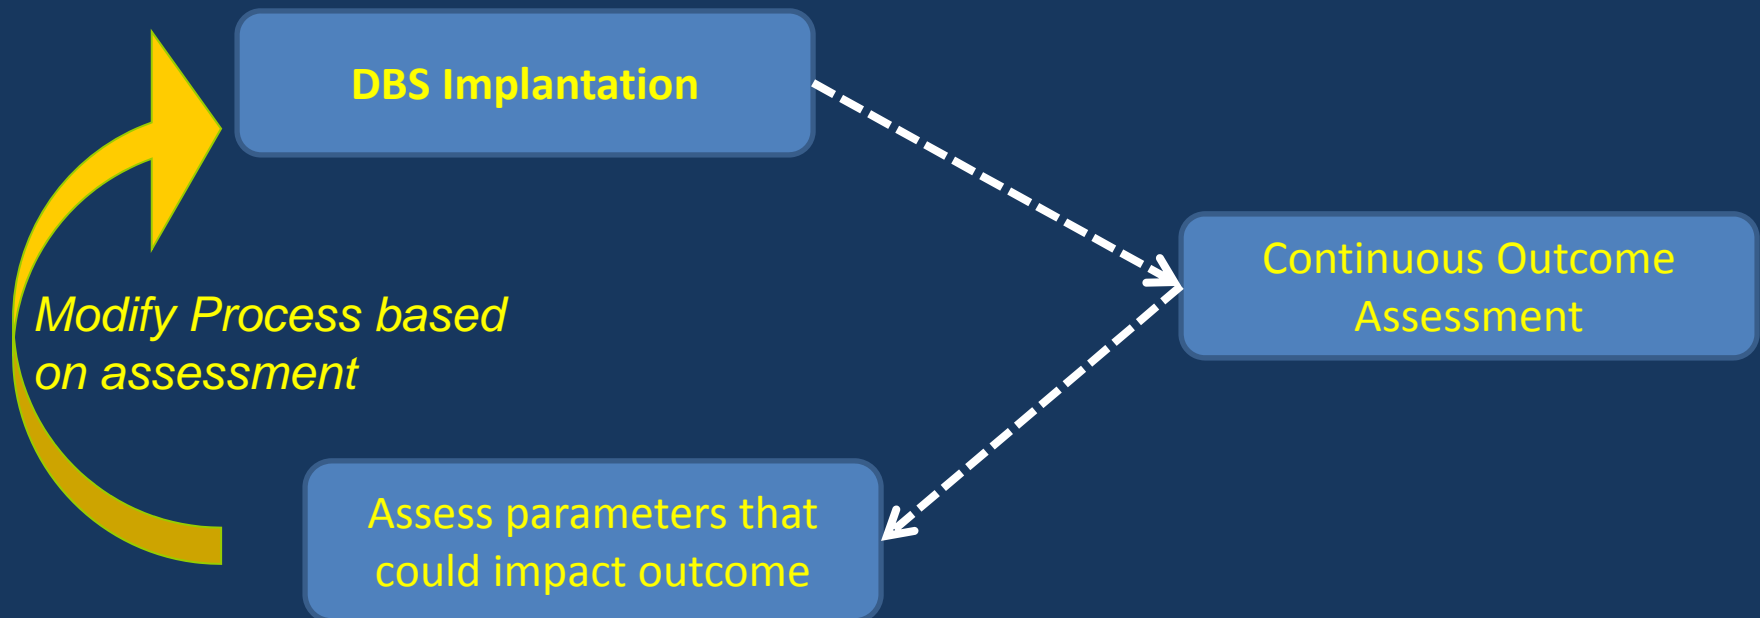 DBS Implantation
Continuous Outcome
Assessment
Modify Process based
on assessment
Assess parameters that
could impact outcome